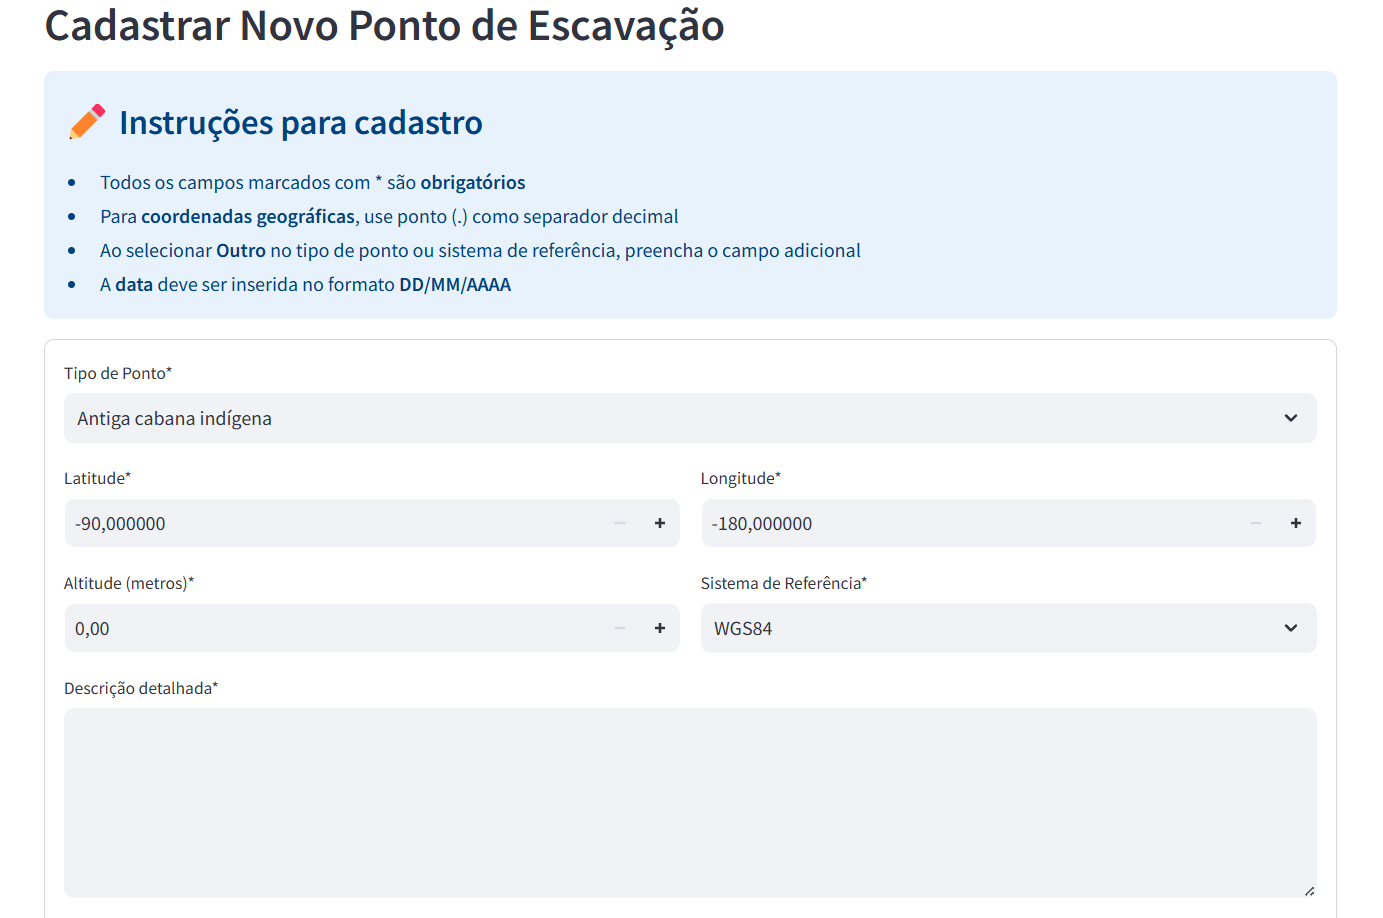 Cadastrar Novo Ponto de Escavação
Instruções para cadastro
Todos os campos marcados com * são obrigatórios
Para coordenadas geográficas, use ponto (.) como separador decimal
Ao selecionar Outro no tipo de ponto ou sistema de referência, preencha o campo adicional
A data deve ser inserida no formato DD/MM/AAAA
Tipo de Ponto*
Antiga cabana indígena
Latitude*
Longitude*
-90,000000
-180,000000
Altitude (metros)*
Sistema de Referência*
0,00
WGS84
Descrição detalhada*